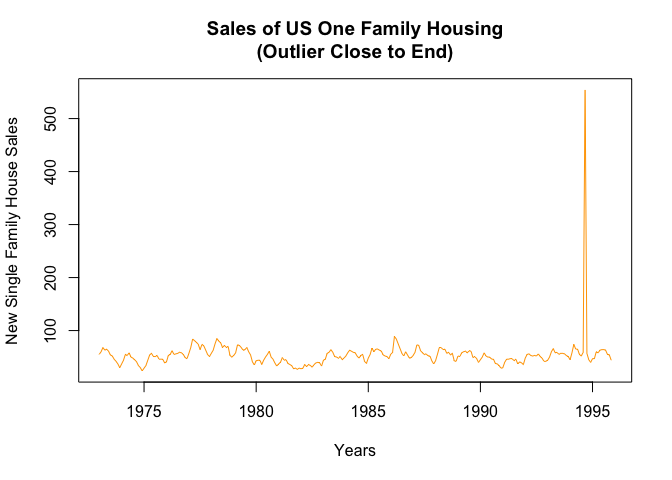 Sales of US One Family Housing
(Outlier Close to End)
New Single Family House Sales
500
400
300
200
100
1975 1980 1985 1990 1995
Years